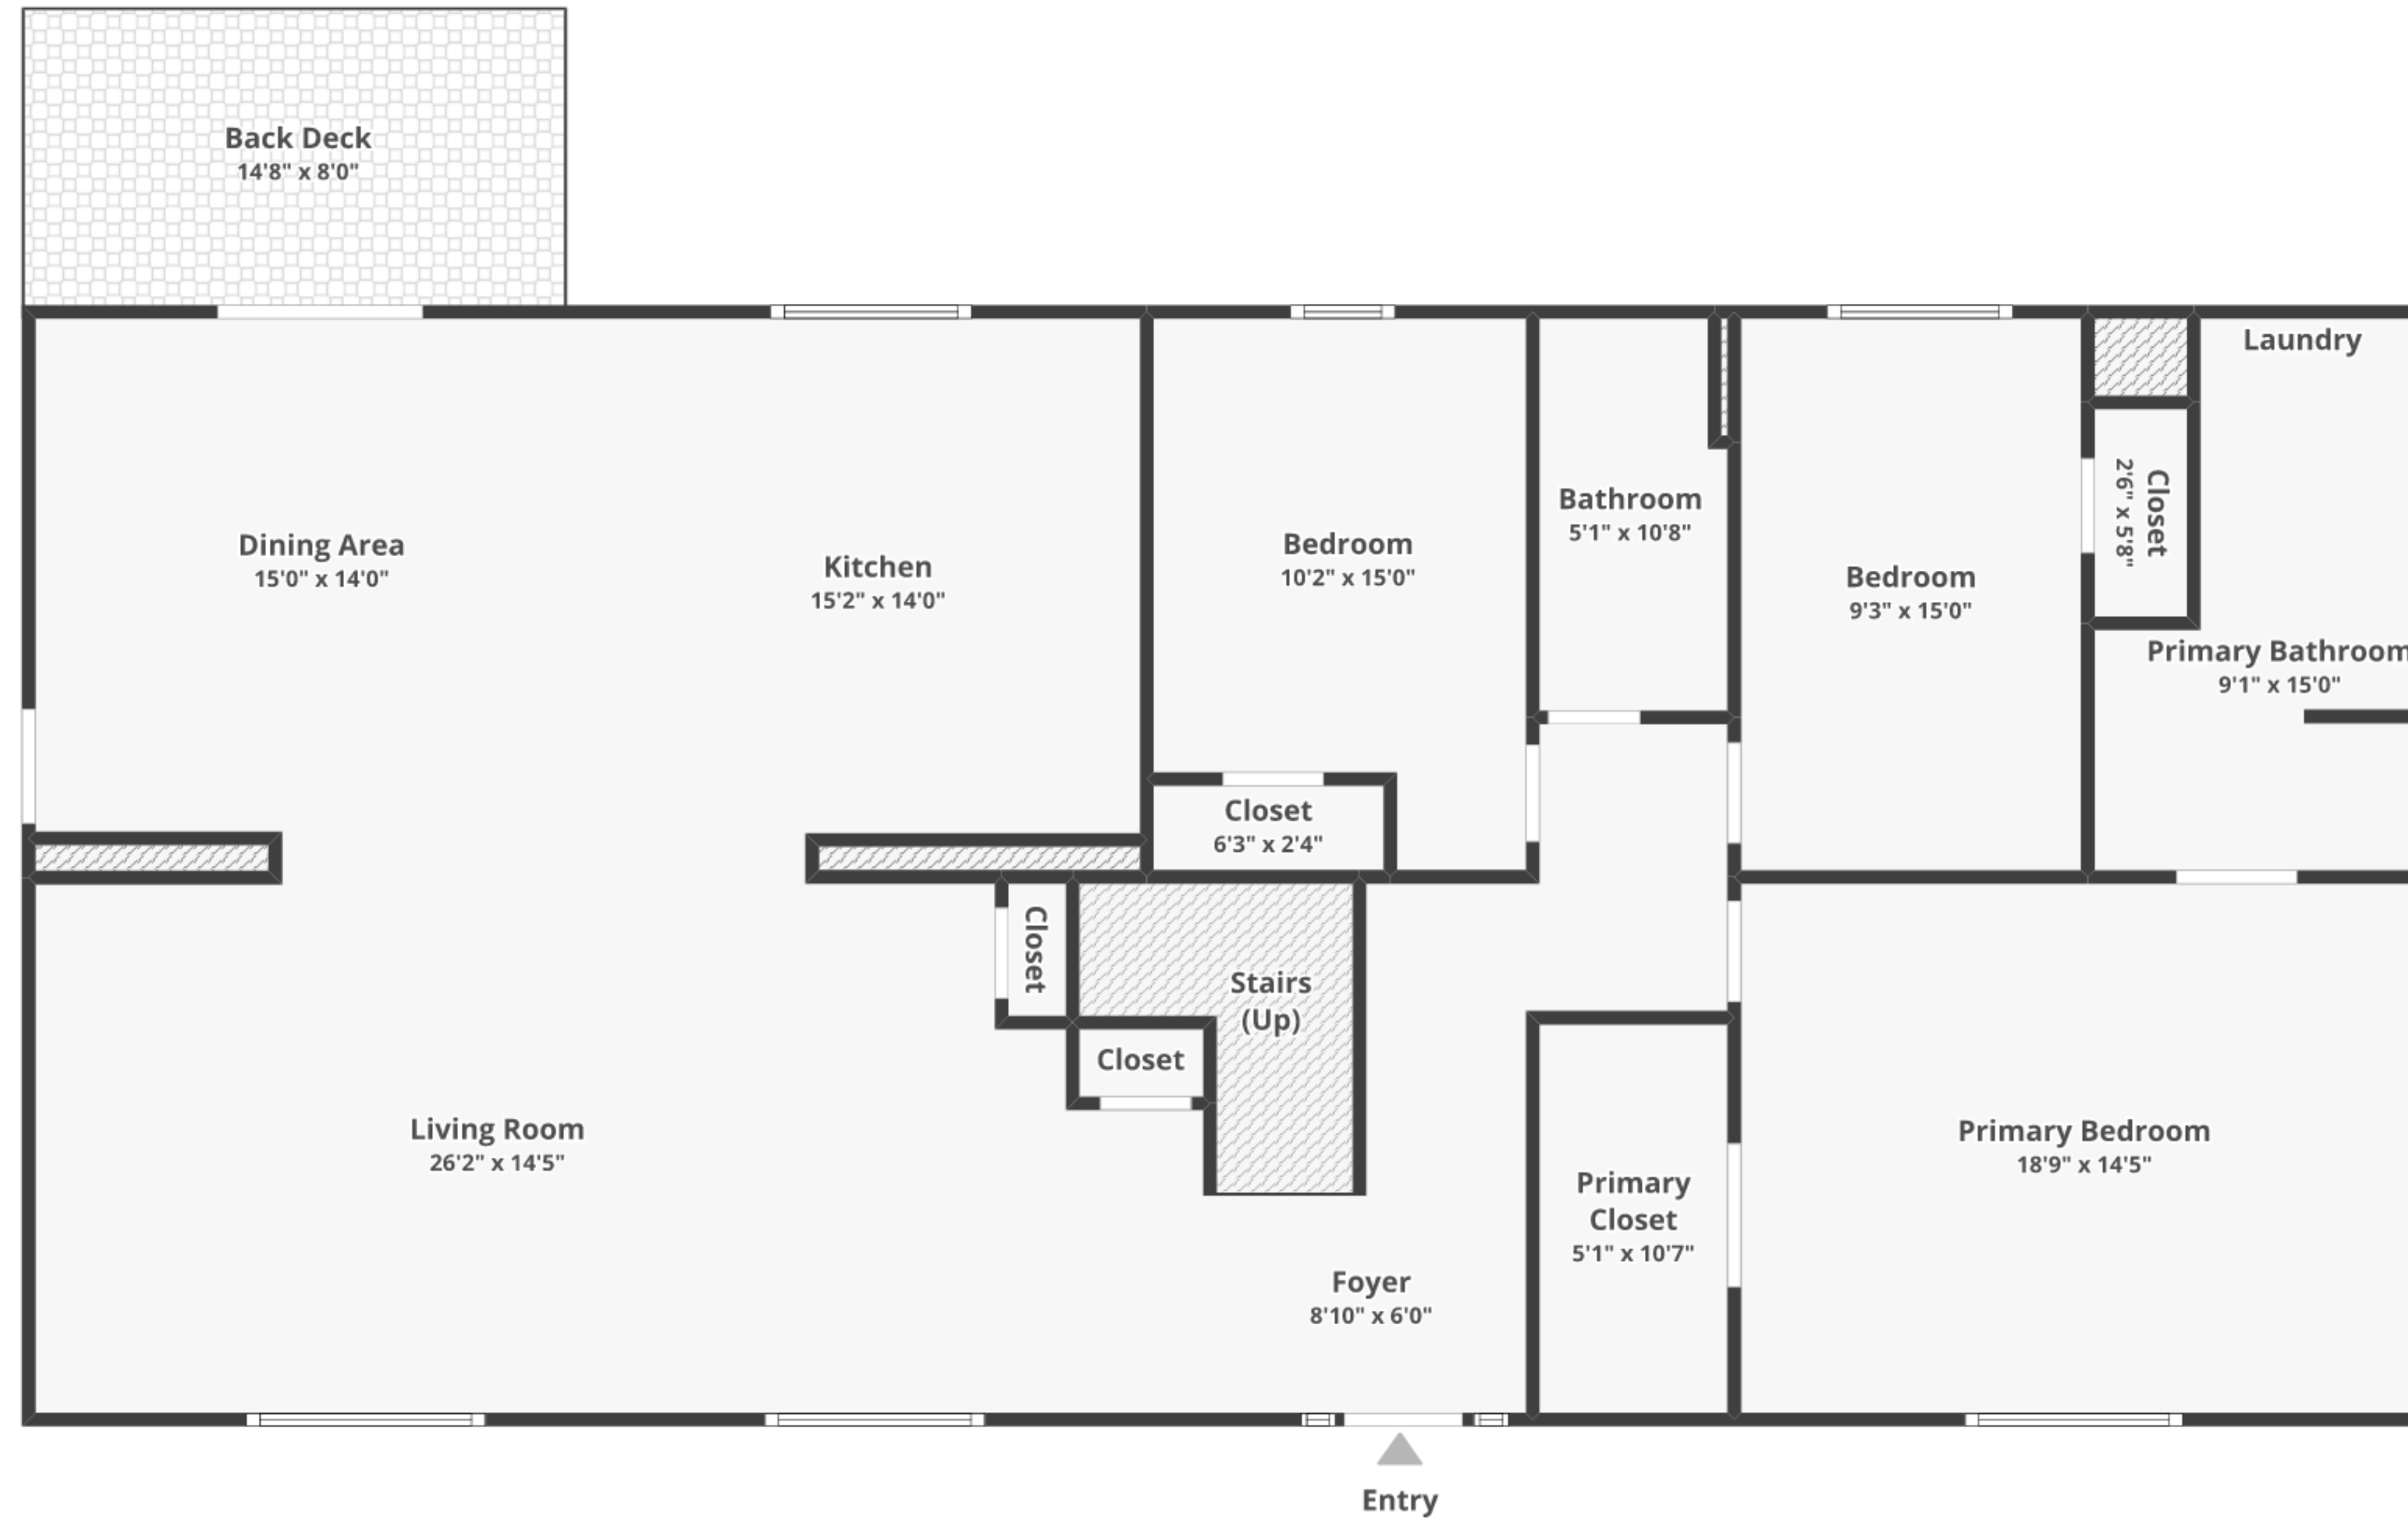 Back Deck
14'8" x 8'0"
Laundry
Dining Area
15'0" x 14'0"
Kitchen
15'2" x 14'0"
Bedroom
10'2" x 15'0"
Bathroom
5'1" x 10'8"
Bedroom
9'3" x 15'0"
Closet
2'6" x 5'8"
Primary Bathroom
9'1" x 15'0"
Closet
6'3" x 2'4"
Closet
Stairs
(Up)
Closet
Living Room
26'2" x 14'5"
Primary
Closet
5'1" x 10'7"
Primary Bedroom
18'9" x 14'5"
Foyer
8'10" x 6'0"
Entry